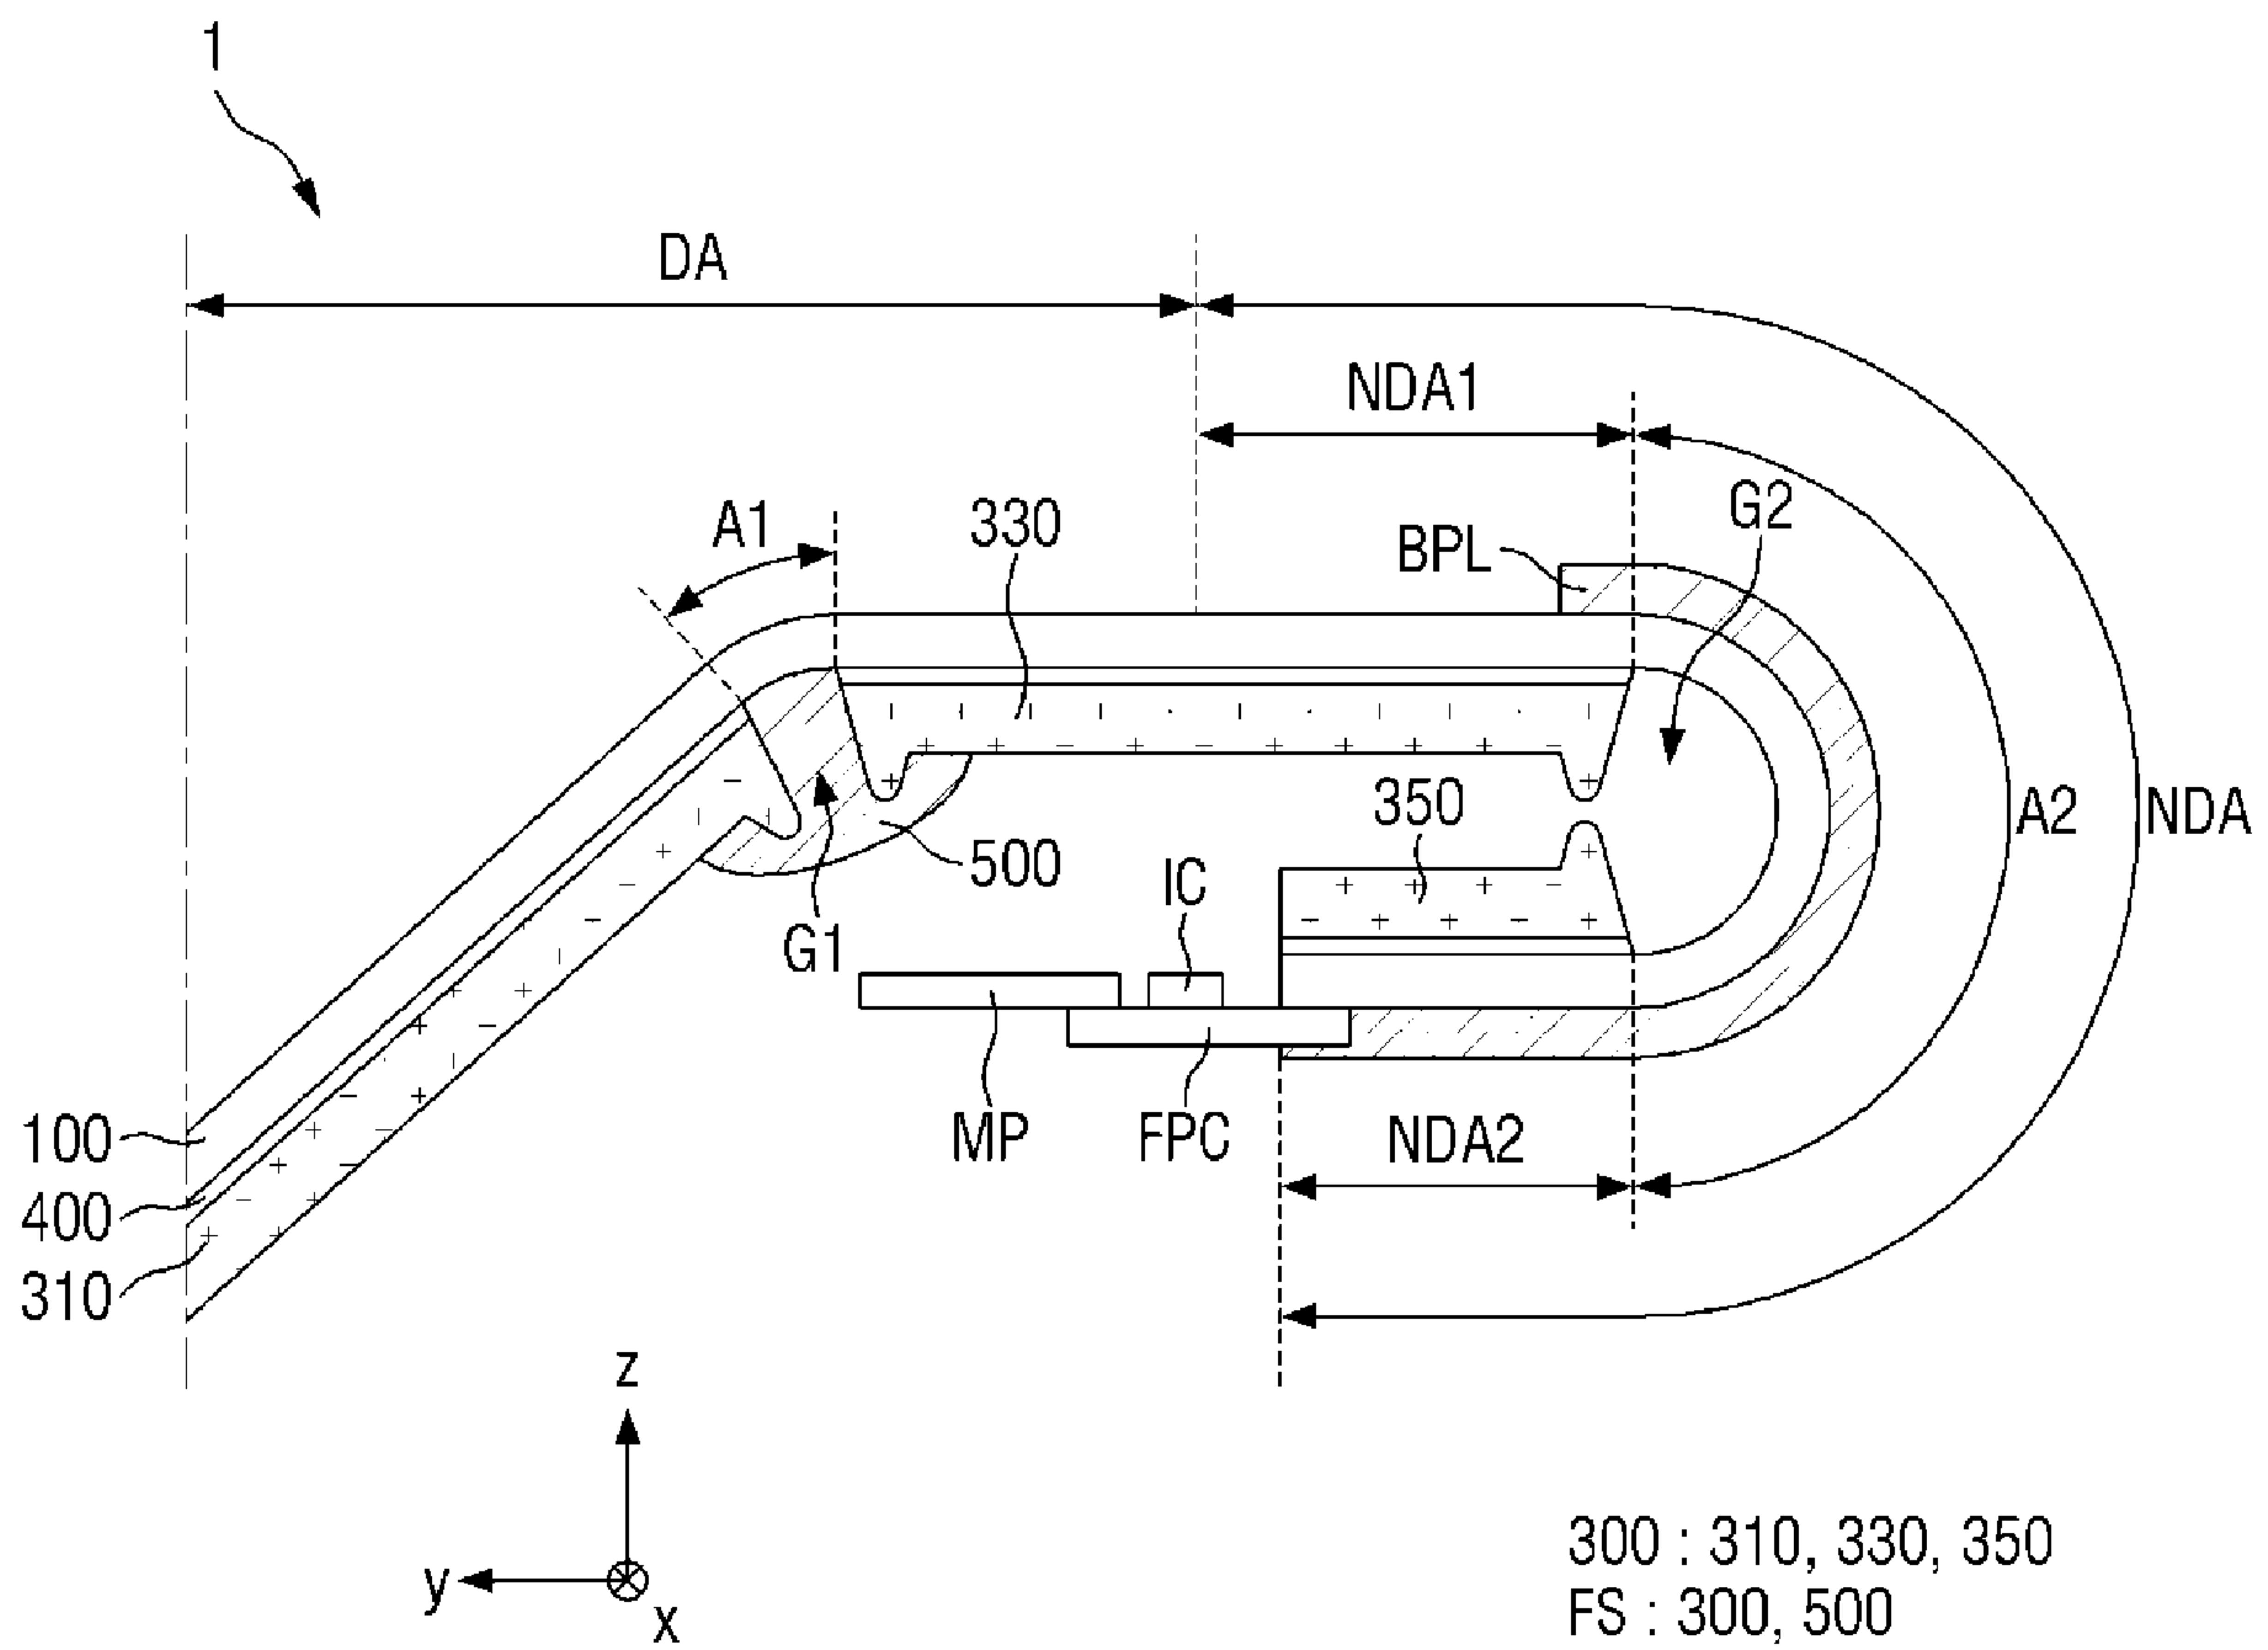 1
DA
NDA1
G2
A1
330
BPL
350
A2
NDA
500
IC
G1
MP
FPC
NDA2
100
400
310
z
y
x
300 : 310, 330, 350
FS : 300, 500